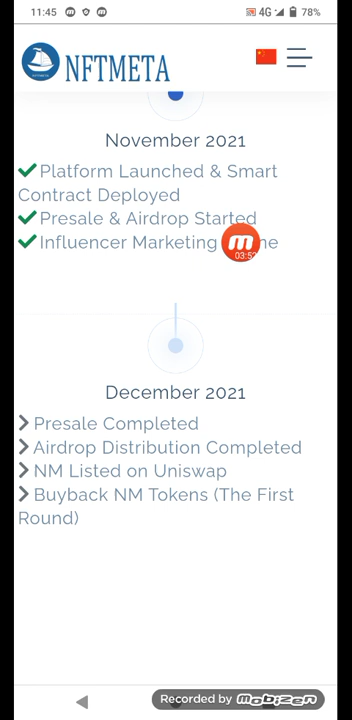 11:45 4G 78%
NFTMETA
November 2021
Platform Launched & Smart
Contract Deployed
Presale & Airdrop Started
Influencer Marketing ne
03:52
December 2021
Presale Completed
Airdrop Distribution Completed
NM Listed on Uniswap
Buyback NM Tokens (The First
Round)
Recorded by MOBIZEN